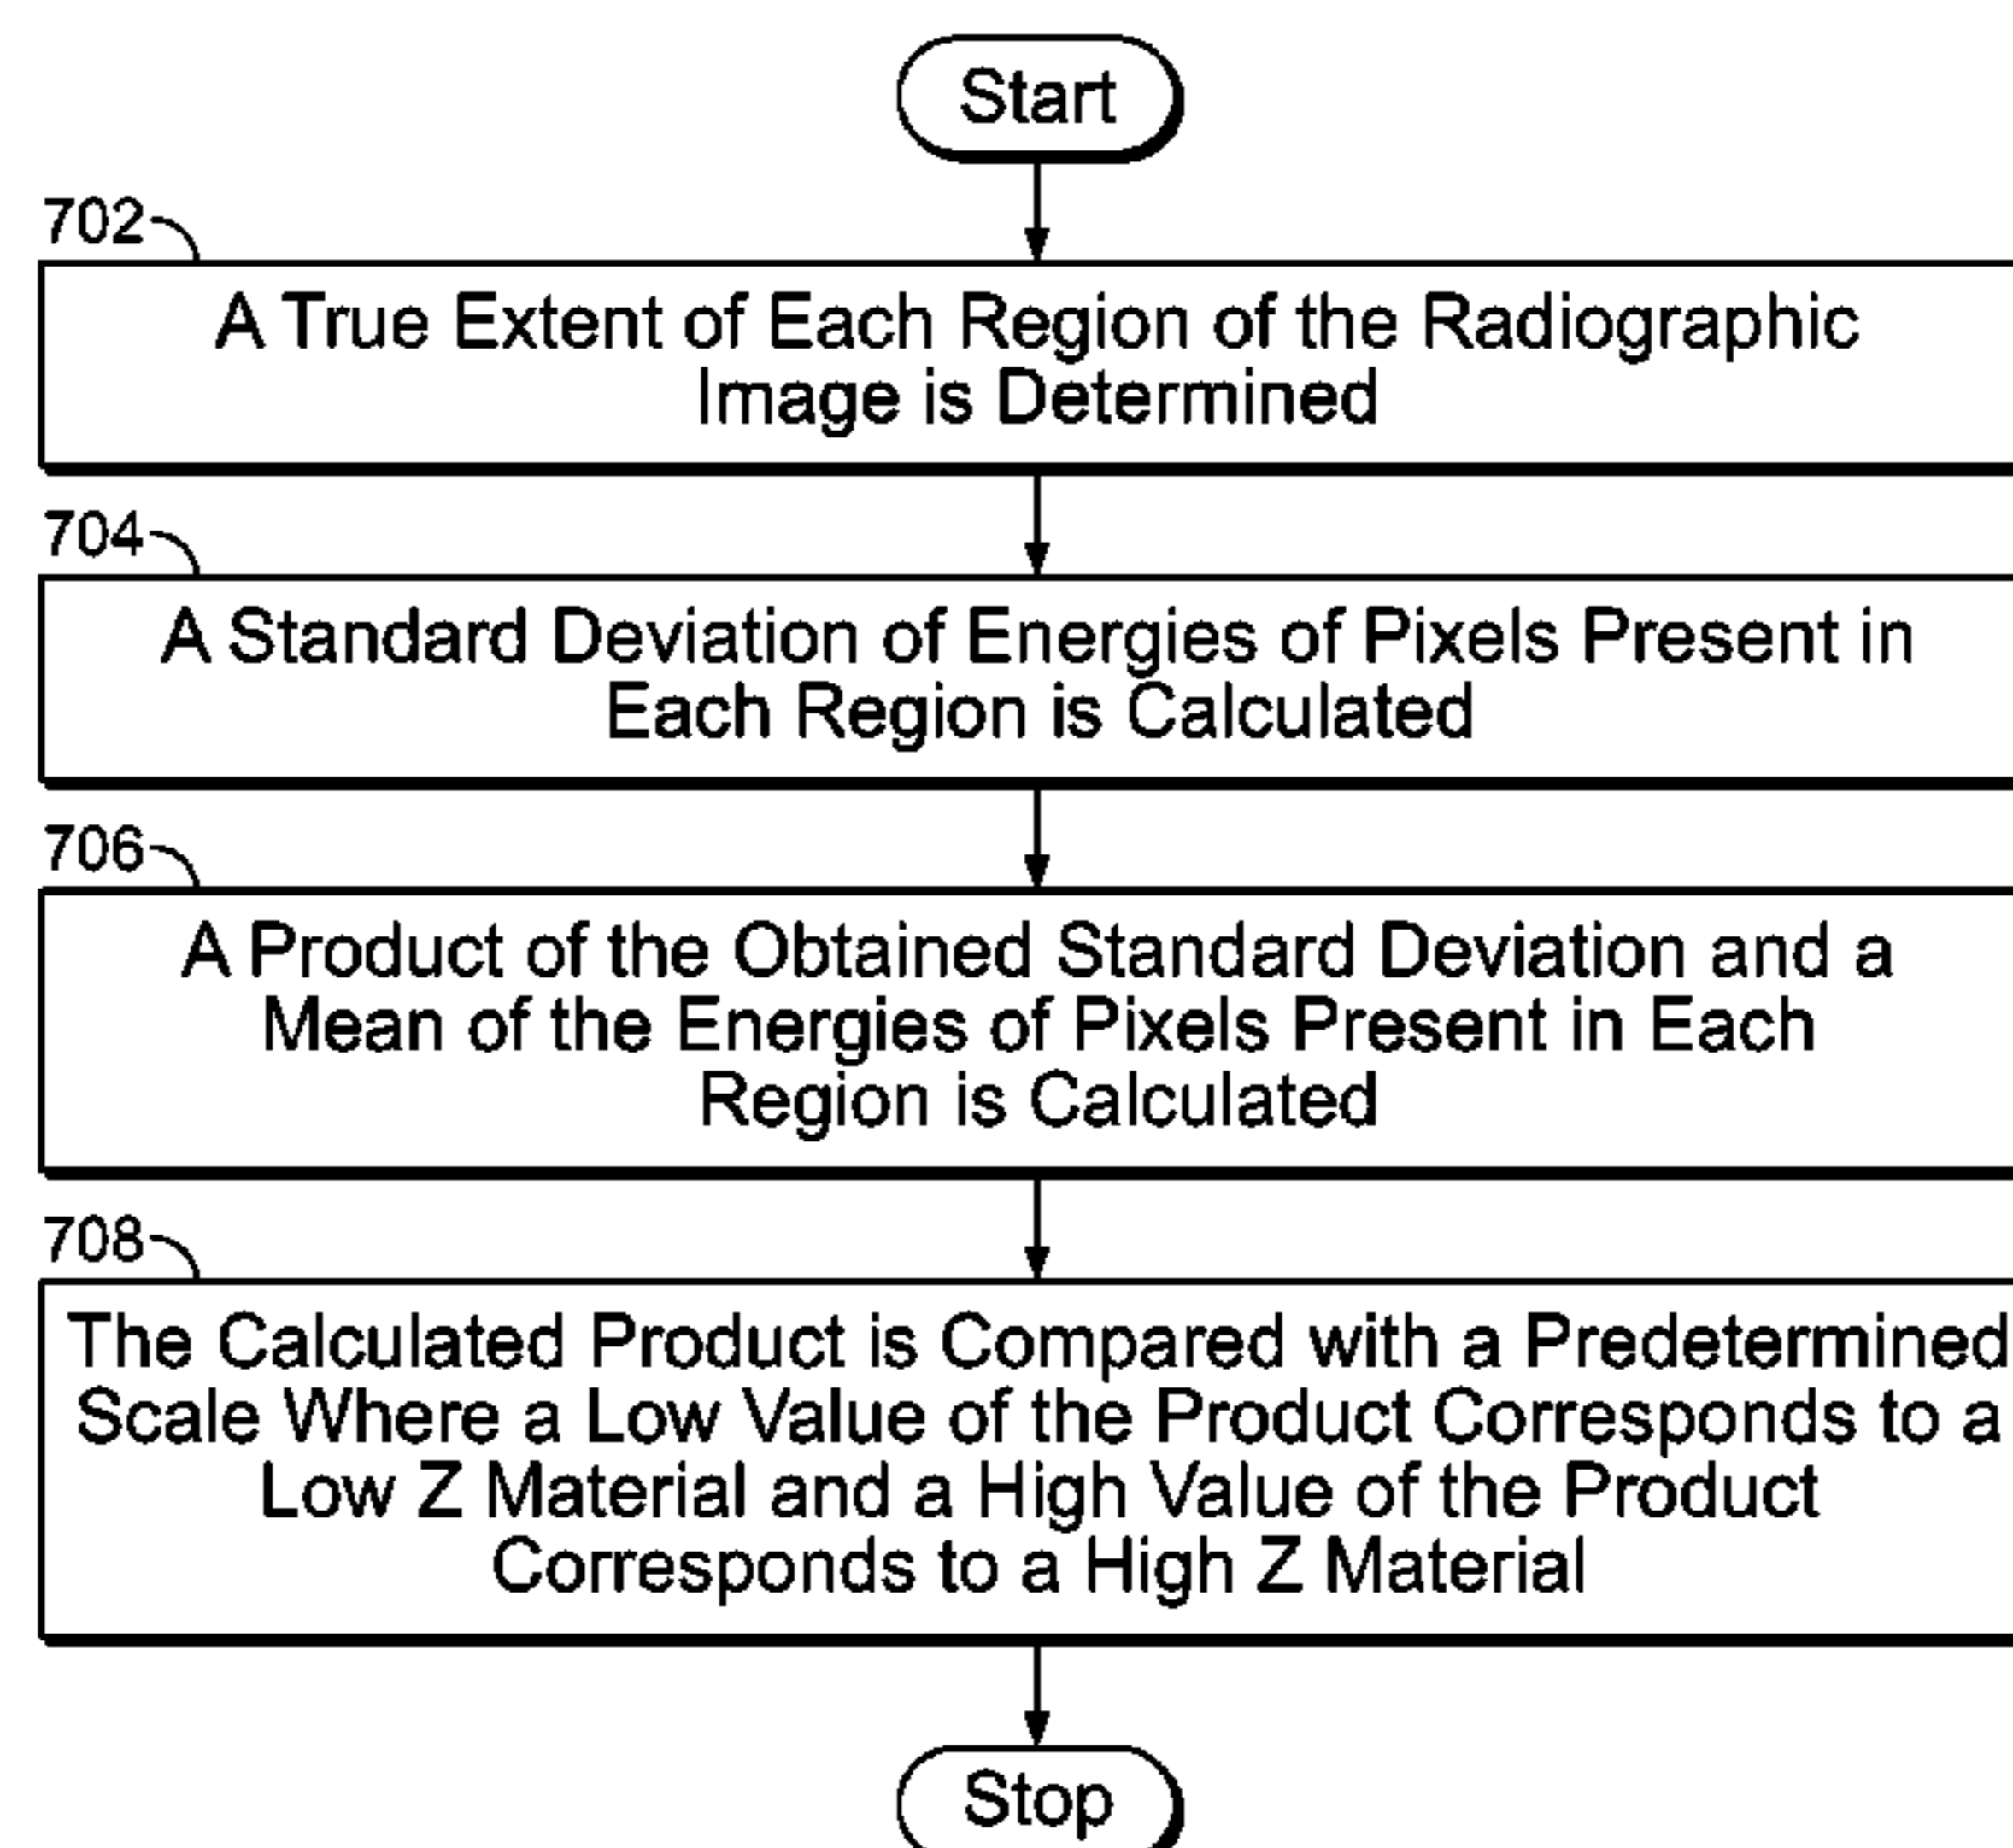 Start
702
A True Extent of Each Region of the Radiographic
Image is Determined
704
A Standard Deviation of Energies of Pixels Present in
Each Region is Calculated
706
A Product of the Obtained Standard Deviation and a
Mean of the Energies of Pixels Present in Each
Region is Calculated
708
The Calculated Product is Compared with a Predetermined
Scale Where a Low Value of the Product Corresponds to a
Low Z Material and a High Value of the Product
Corresponds to a High Z Material
Stop